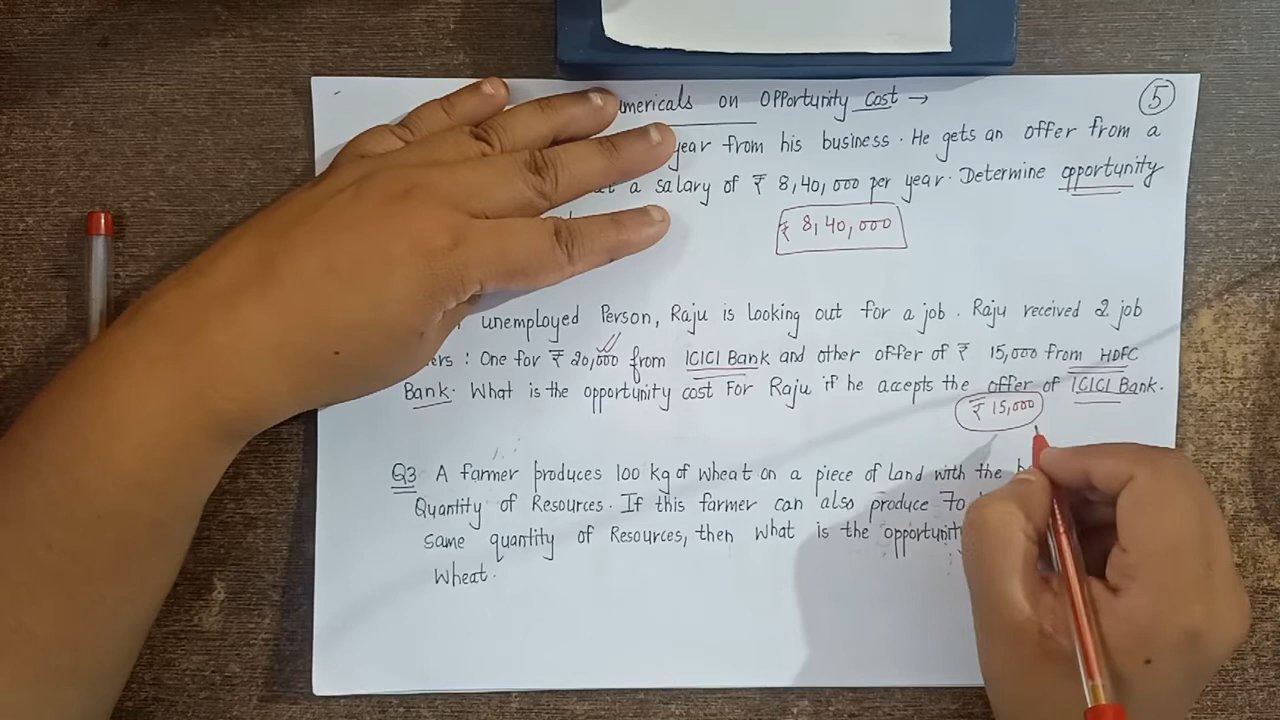 umericals on Opportunity Cost → 5
year from his business. He gets an offer from a
at a salary of ₹ 8,40,000 per year. Determine opportunity
₹ 8,40,000
unemployed Person, Raju is looking out for a job. Raju received 2 job
ers : One for ₹ 20,000 from ICICI Bank and other offer of ₹ 15,000 from HDFC
Bank. What is the opportunity cost for Raju if he accepts the offer of ICICI Bank.
₹ 15,000
Q3 A farmer produces 100 kg of wheat on a piece of Land with the
Quantity of Resources. If this farmer can also produce 70
same quantity of Resources, then what is the opportunity
Wheat.